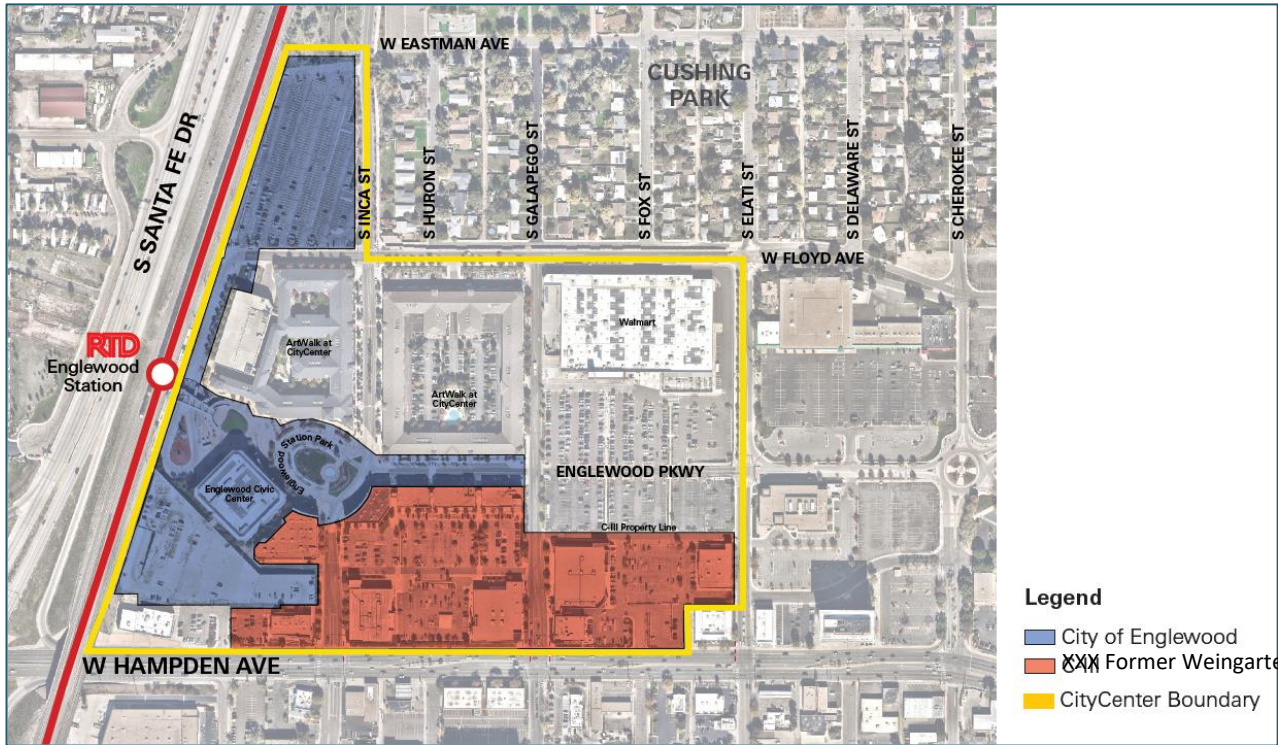 W EASTMAN AVE
CUSHING
PARK
S SANTA FE DR
S INCA ST
S HURON ST
S GALAPEGO ST
S FOX ST
S ELATI ST
S DELAWARE ST
S CHEROKEE ST
W FLOYD AVE
RTD
Englewood
Station
ArtWalk at
CityCenter
ArtWalk at
CityCenter
Walmart
Englewood
Station Park
Englewood Civic
Center
ENGLEWOOD PKWY
C-III Property Line
W HAMPDEN AVE
Legend
City of Englewood
XXX Former Weingarte
CityCenter Boundary